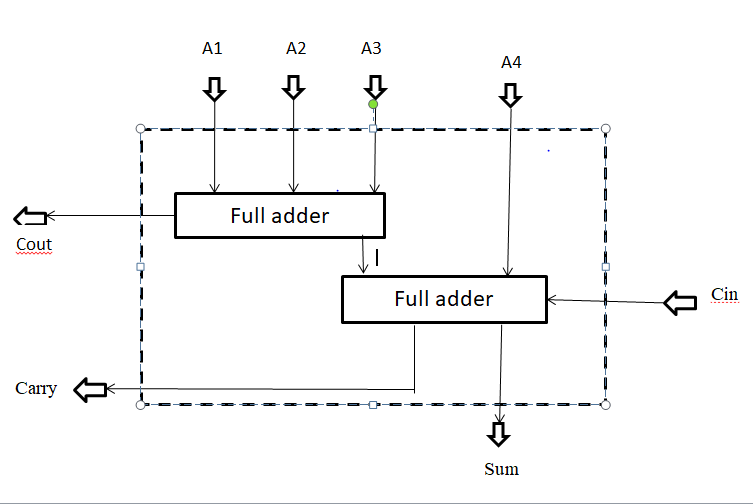 A1
A2
A3
A4
Full adder
Cout
Full adder
Cin
Carry
Sum